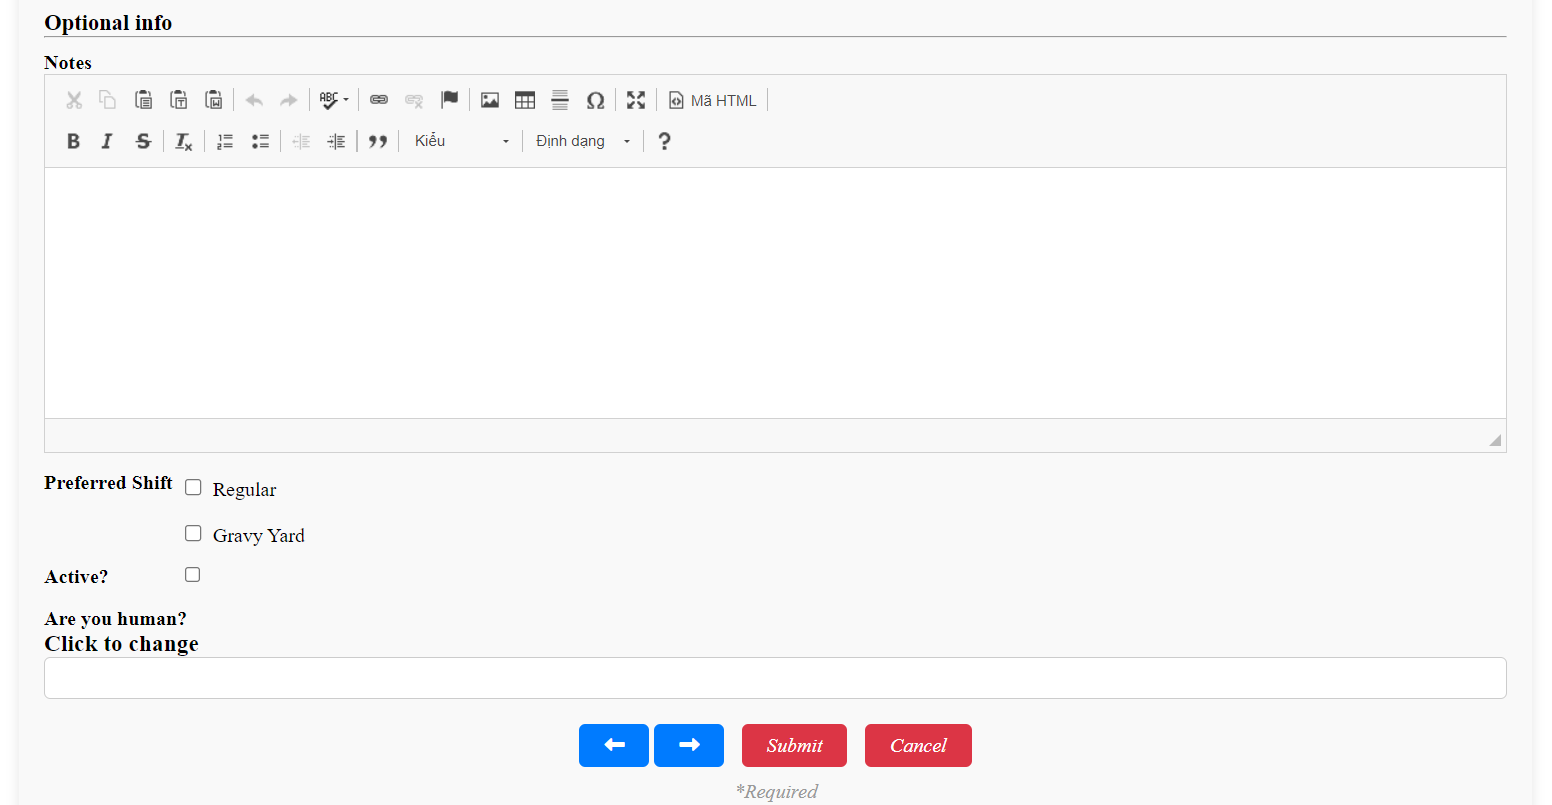 Optional info
Notes
ABC Mã HTML
Kiểu Định dạng
Preferred Shift Regular
Gravy Yard
Active?
Are you human?
Click to change
Submit Cancel
*Required